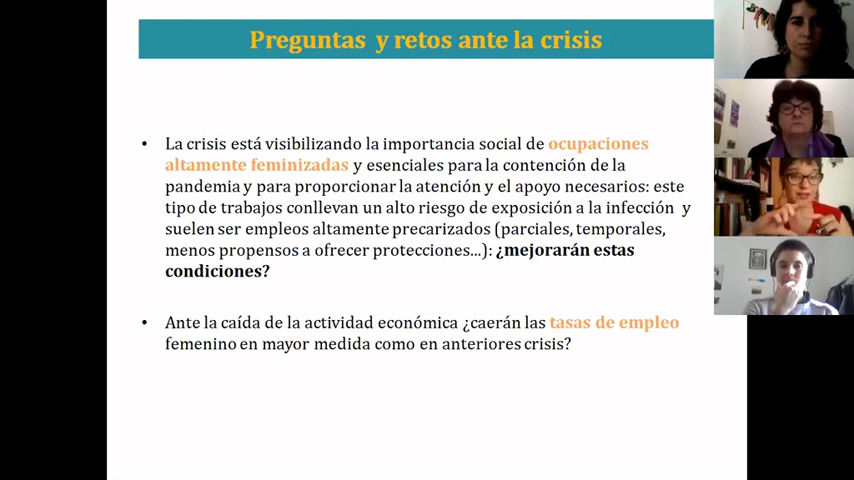 Preguntas y retos ante la crisis
• La crisis está visibilizando la importancia social de ocupaciones
altamente feminizadas y esenciales para la contención de la
pandemia y para proporcionar la atención y el apoyo necesarios: este
tipo de trabajos conllevan un alto riesgo de exposición a la infección y
suelen ser empleos altamente precarizados (parciales, temporales,
menos propensos a ofrecer protecciones...): ¿mejorarán estas
condiciones?
• Ante la caída de la actividad económica ¿caerán las tasas de empleo
femenino en mayor medida como en anteriores crisis?